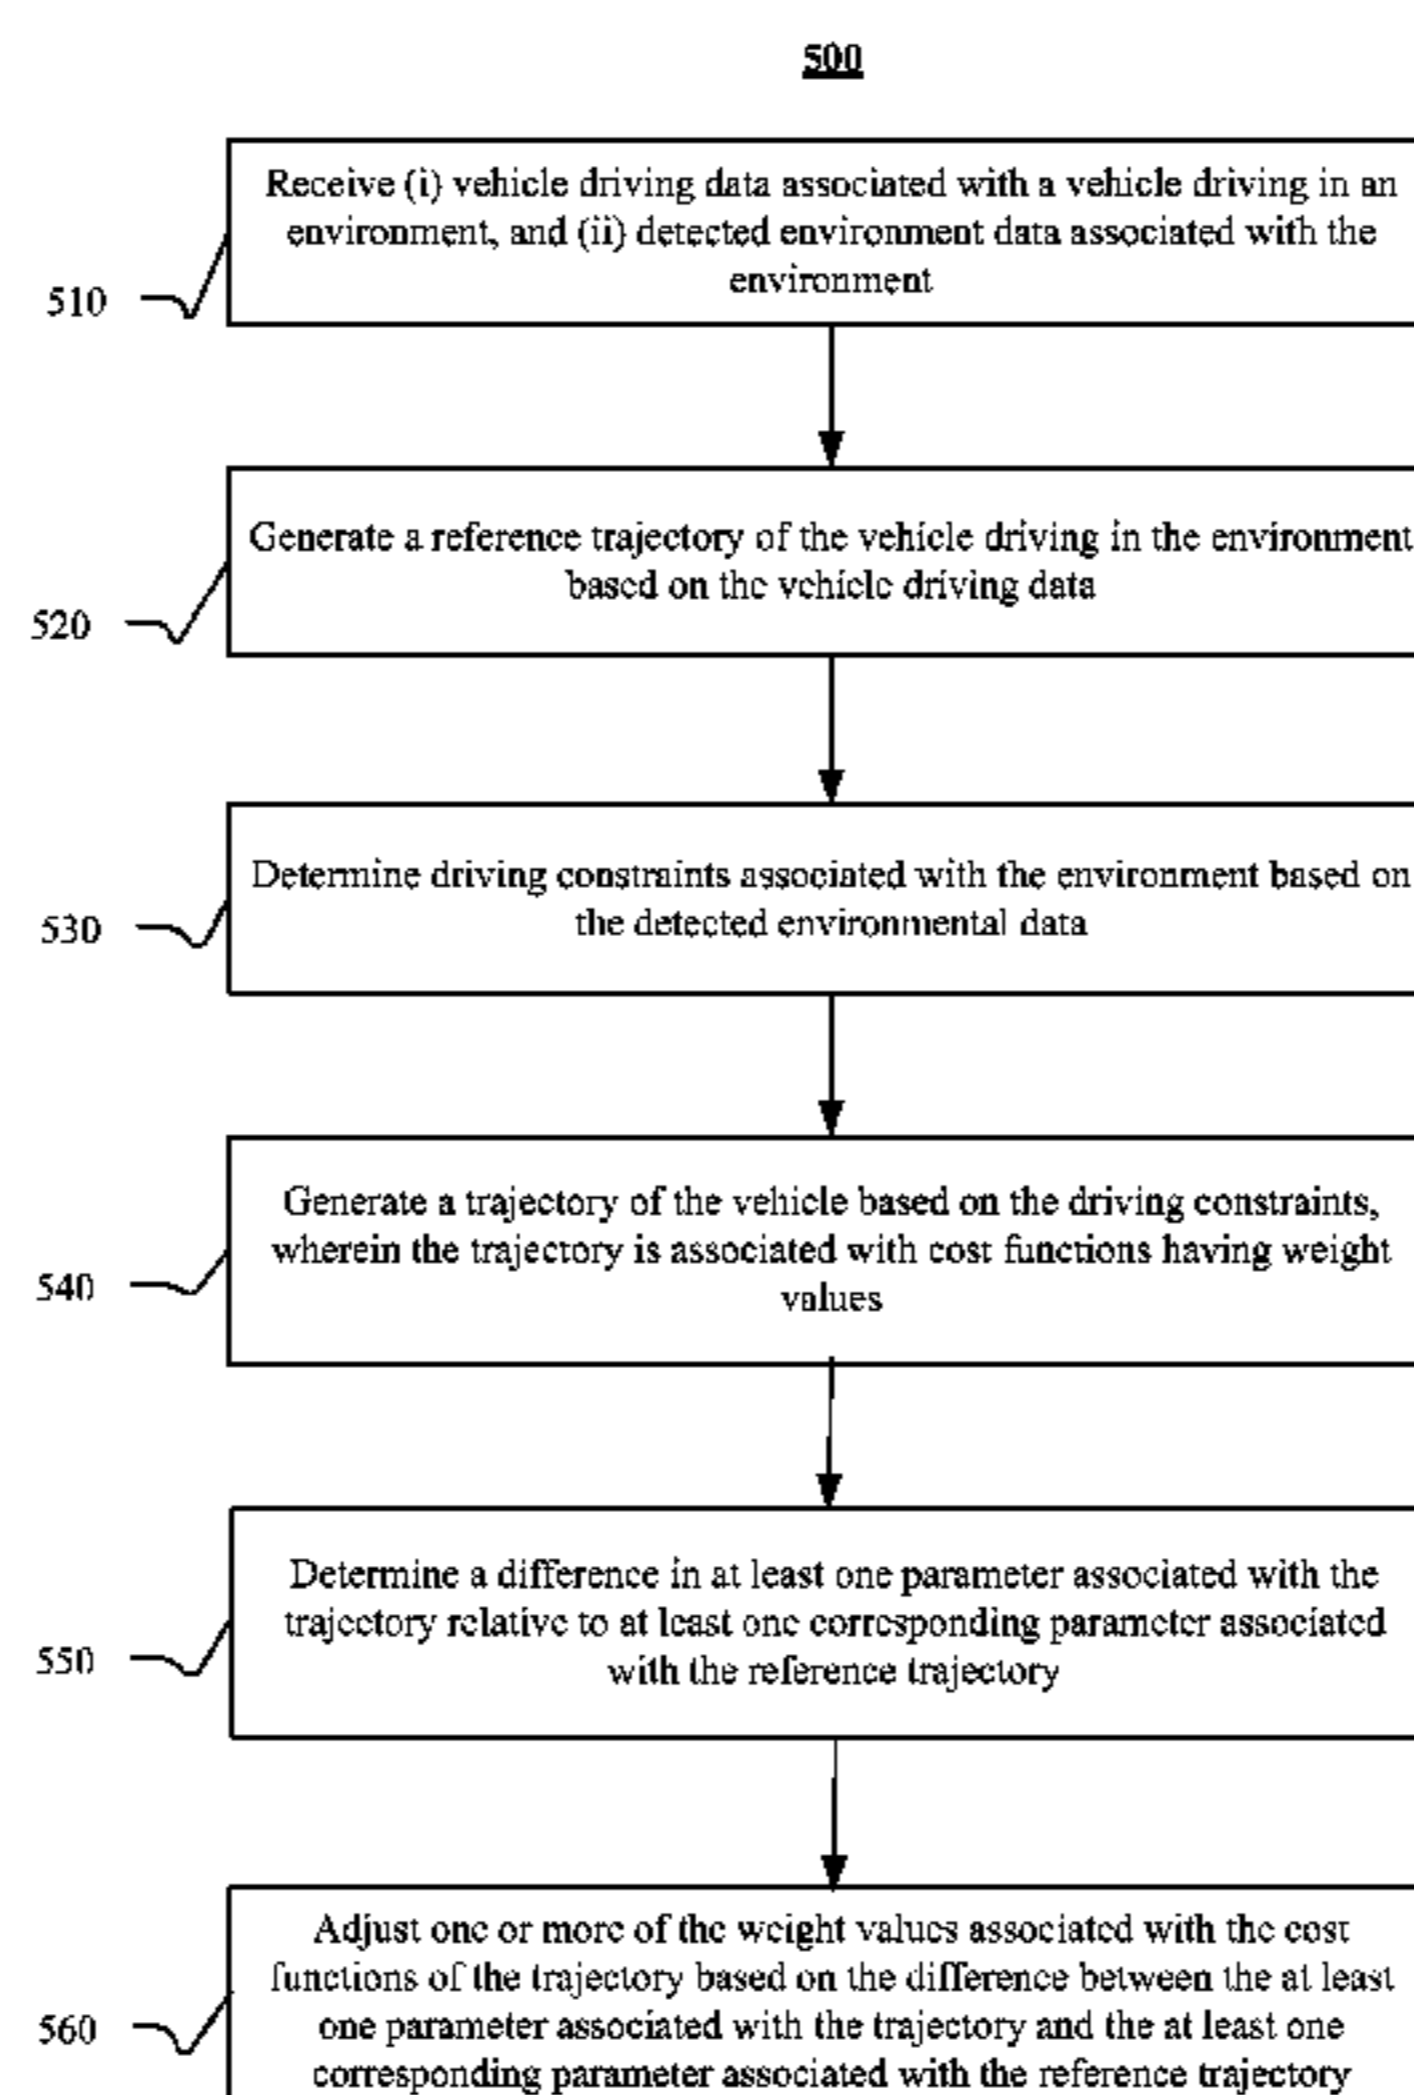 500
Receive (i) vehicle driving data associated with a vehicle driving in an
environment, and (ii) detected environment data associated with the
environment
510
Generate a reference trajectory of the vehicle driving in the environment
based on the vehicle driving data
520
Determine driving constraints associated with the environment based on
the detected environmental data
530
Generate a trajectory of the vehicle based on the driving constraints,
wherein the trajectory is associated with cost functions having weight
values
540
Determine a difference in at least one parameter associated with the
trajectory relative to at least one corresponding parameter associated
with the reference trajectory
550
Adjust one or more of the weight values associated with the cost
functions of the trajectory based on the difference between the at least
one parameter associated with the trajectory and the at least one
corresponding parameter associated with the reference trajectory
560